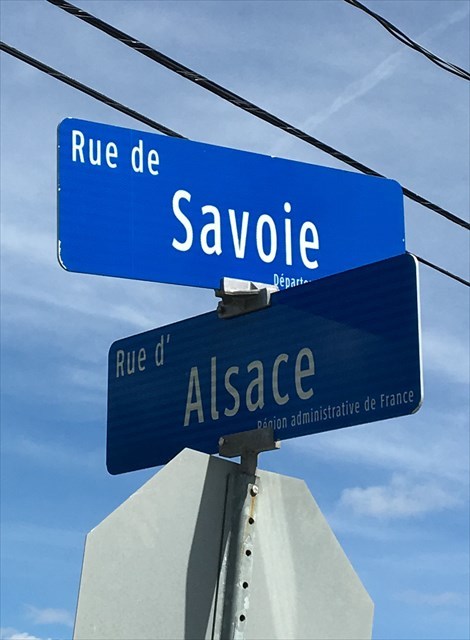 Rue de
Savoie
Rue d'
Alsace
Région administrative de France